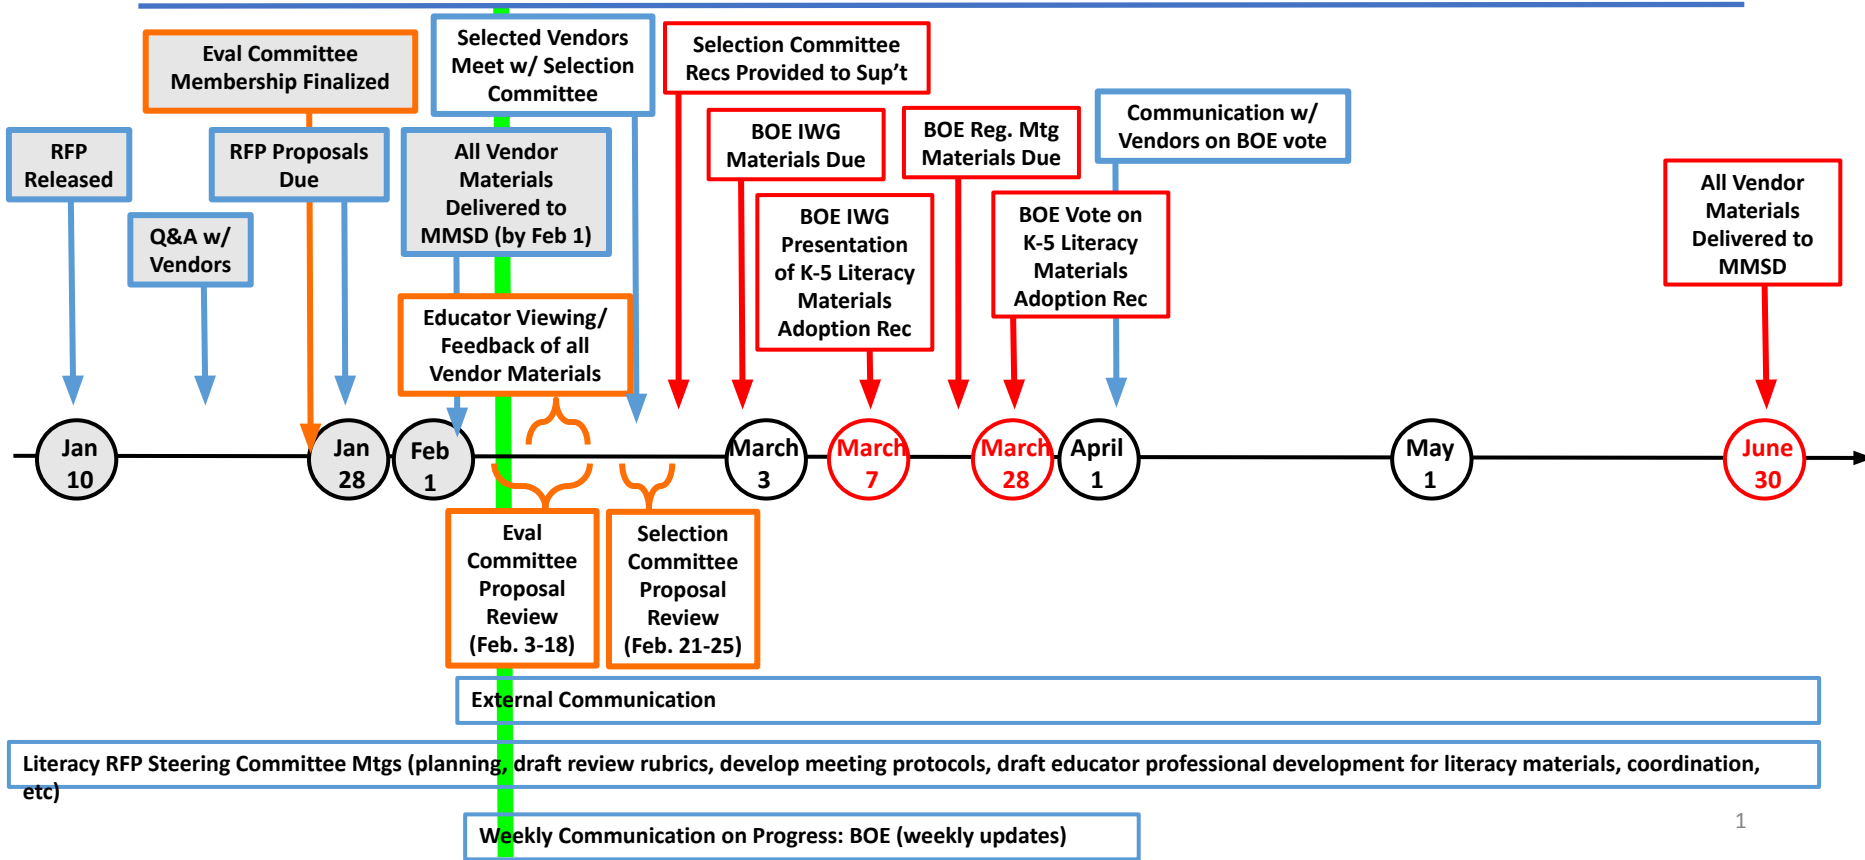 Eval Committee
Membership Finalized
Selected Vendors
Meet w/ Selection
Committee
Selection Committee
Recs Provided to Sup’t
RFP
Released
Q&A w/
Vendors
RFP Proposals
Due
All Vendor
Materials
Delivered to
MMSD (by Feb 1)
BOE IWG
Materials Due
BOE Reg. Mtg
Materials Due
Communication w/
Vendors on BOE vote
Educator Viewing/
Feedback of all
Vendor Materials
BOE IWG
Presentation
of K-5 Literacy
Materials
Adoption Rec
BOE Vote on
K-5 Literacy
Materials
Adoption Rec
All Vendor
Materials
Delivered to
MMSD
Jan
10
Jan
28
Feb
1
March
3
March
7
March
28
April
1
May
1
June
30
Eval
Committee
Proposal
Review
(Feb. 3-18)
Selection
Committee
Proposal
Review
(Feb. 21-25)
External Communication
Literacy RFP Steering Committee Mtgs (planning, draft review rubrics, develop meeting protocols, draft educator professional development for literacy materials, coordination,
etc)
Weekly Communication on Progress: BOE (weekly updates)
1